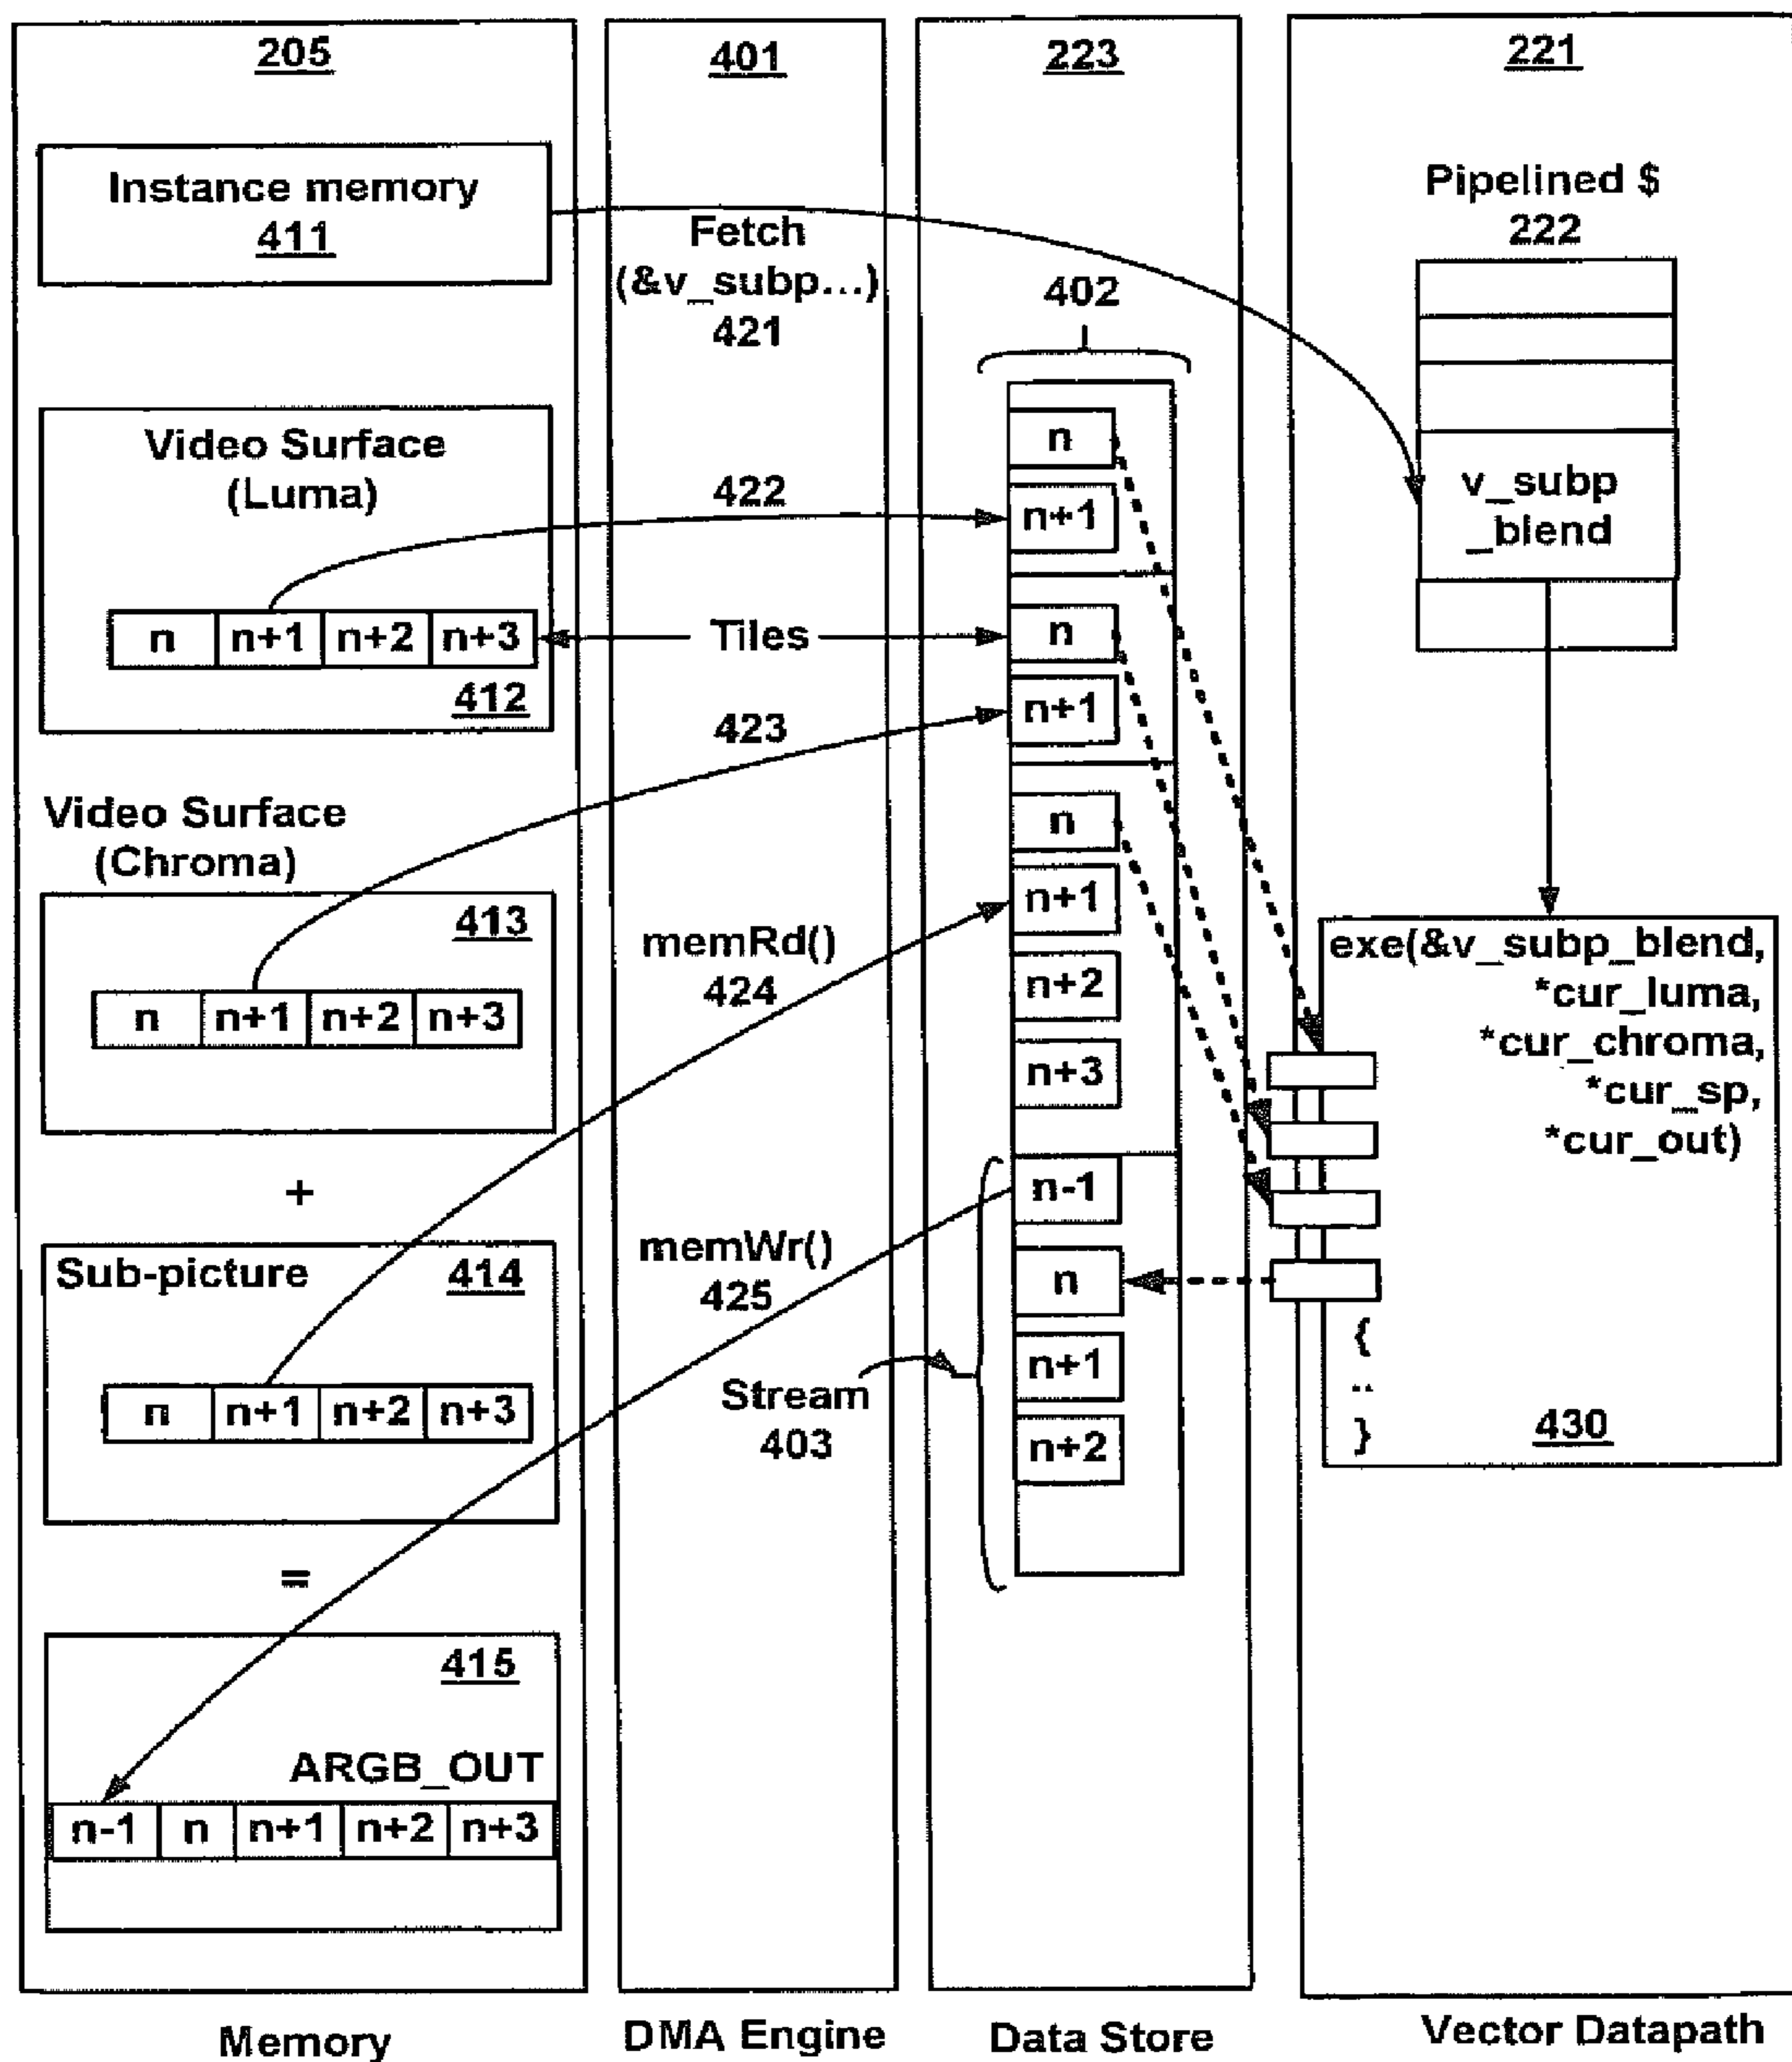 205
Instance memory
411
Video Surface
(Luma)
n n+1 n+2 n+3
412
Video Surface
(Chroma)
413
n n+1 n+2 n+3
+
Sub-picture 414
n n+1 n+2 n+3
=
415
ARGB_OUT
n-1 n n+1 n+2 n+3
Memory
401
Fetch
(&v_subp...)
421
422
Tiles
423
memRd()
424
memWr()
425
Stream
403
DMA Engine
223
402
n
n+1
n
n+1
n
n+1
n+2
n+3
n-1
n
n+1
n+2
Data Store
221
Pipelined $
222
v_subp
_blend
exe(&v_subp_blend,
*cur_luma,
*cur_chroma,
*cur_sp,
*cur_out)
{
..
}
430
Vector Datapath